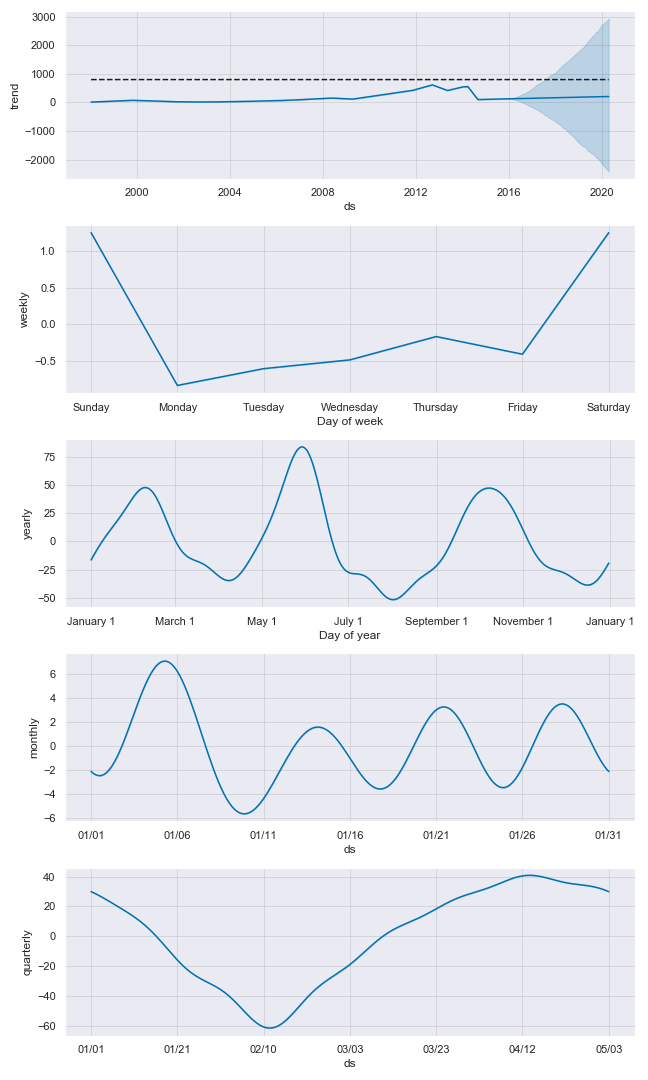 3000
2000
1000
0
−1000
−2000
trend
2000 2004 2008 2012 2016 2020
ds
1.0
0.5
0.0
−0.5
weekly
Sunday Monday Tuesday Wednesday Thursday Friday Saturday
Day of week
75
50
25
0
−25
−50
yearly
January 1 March 1 May 1 July 1 September 1 November 1 January 1
Day of year
6
4
2
0
−2
−4
−6
monthly
01/01 01/06 01/11 01/16 01/21 01/26 01/31
ds
40
20
0
−20
−40
−60
quarterly
01/01 01/21 02/10 03/03 03/23 04/12 05/03
ds